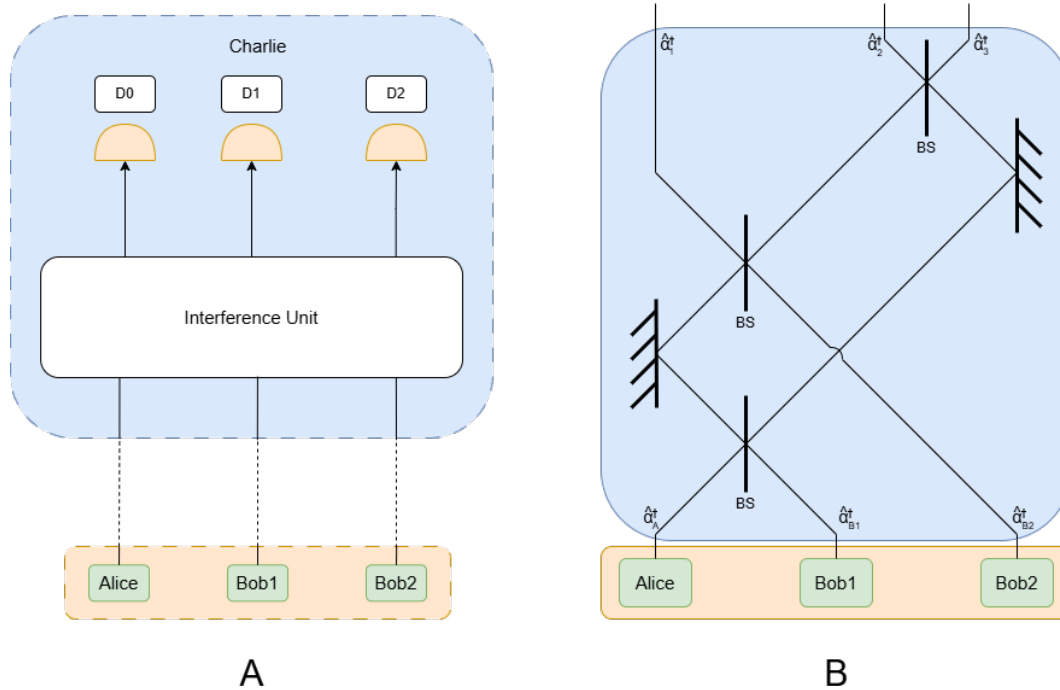 Charlie
D0 D1 D2
Interference Unit
Alice Bob1 Bob2
A
α̂†1 α̂†2 α̂†3
BS
BS
BS
α̂†A α̂†B1 α̂†B2
Alice Bob1 Bob2
B